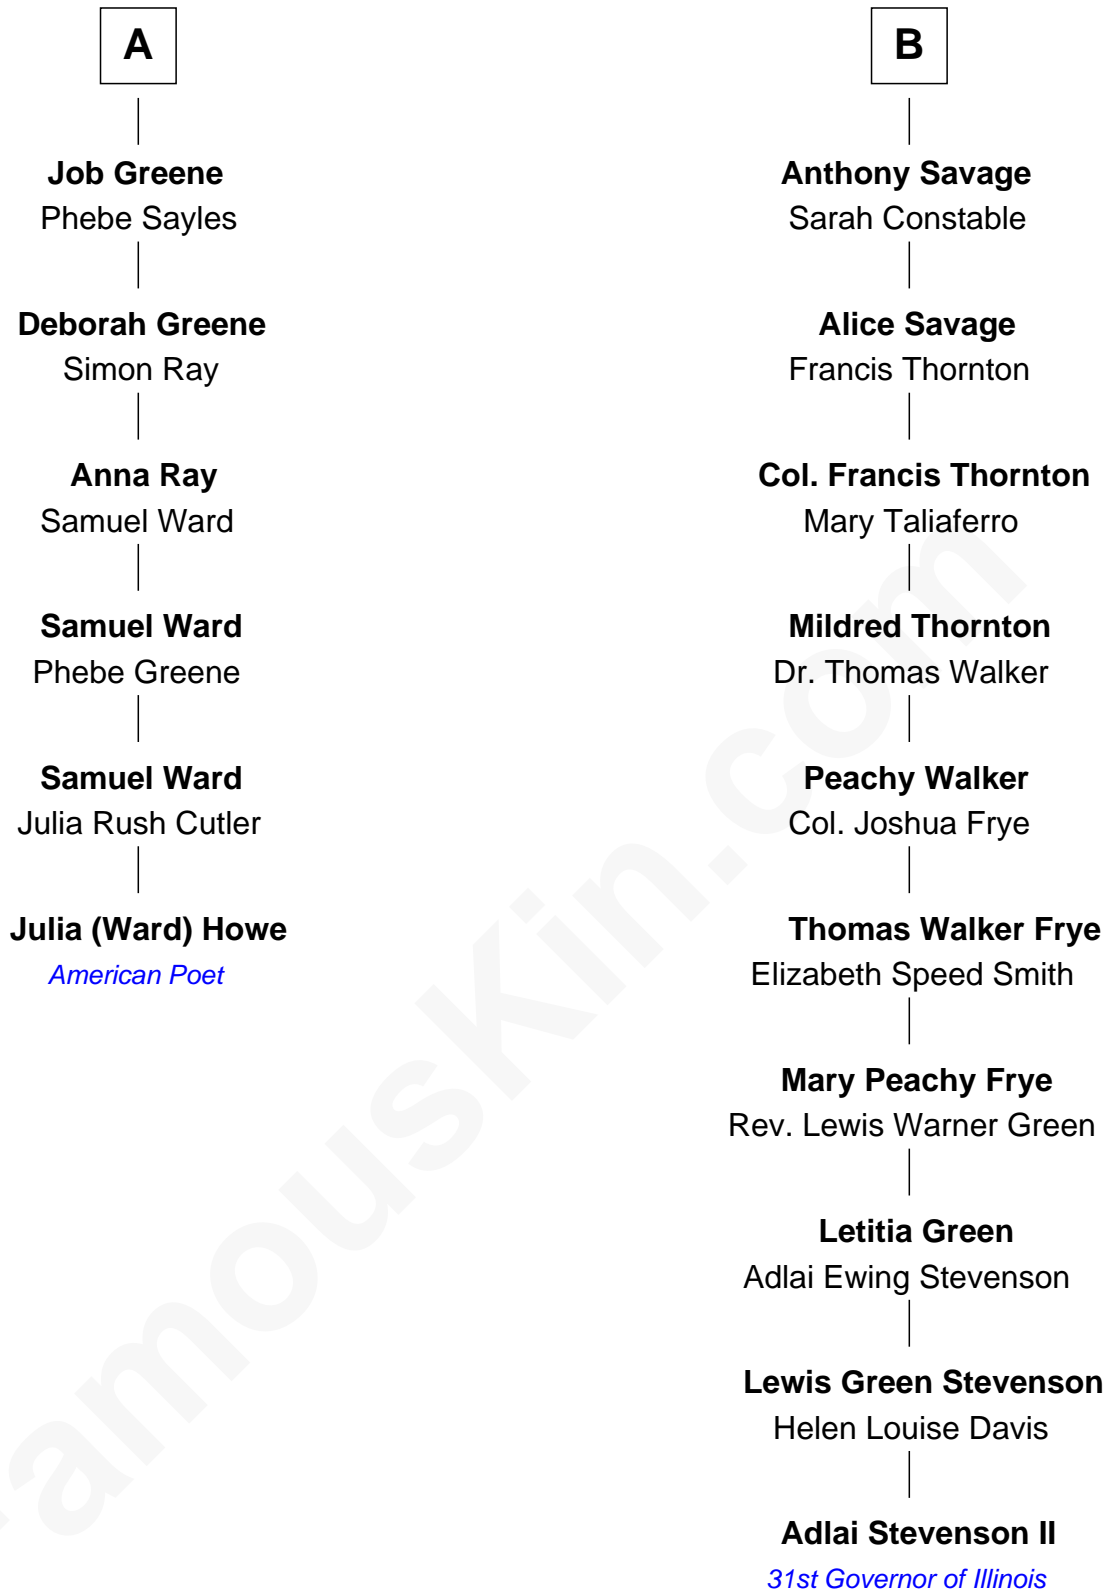 A
Job Greene
Phebe Sayles
Deborah Greene
Simon Ray
Anna Ray
Samuel Ward
Samuel Ward
Phebe Greene
Samuel Ward
Julia Rush Cutler
Julia (Ward) Howe
American Poet
B
Anthony Savage
Sarah Constable
Alice Savage
Francis Thornton
Col. Francis Thornton
Mary Taliaferro
Mildred Thornton
Dr. Thomas Walker
Peachy Walker
Col. Joshua Frye
Thomas Walker Frye
Elizabeth Speed Smith
Mary Peachy Frye
Rev. Lewis Warner Green
Letitia Green
Adlai Ewing Stevenson
Lewis Green Stevenson
Helen Louise Davis
Adlai Stevenson II
31st Governor of Illinois
amouskin.com